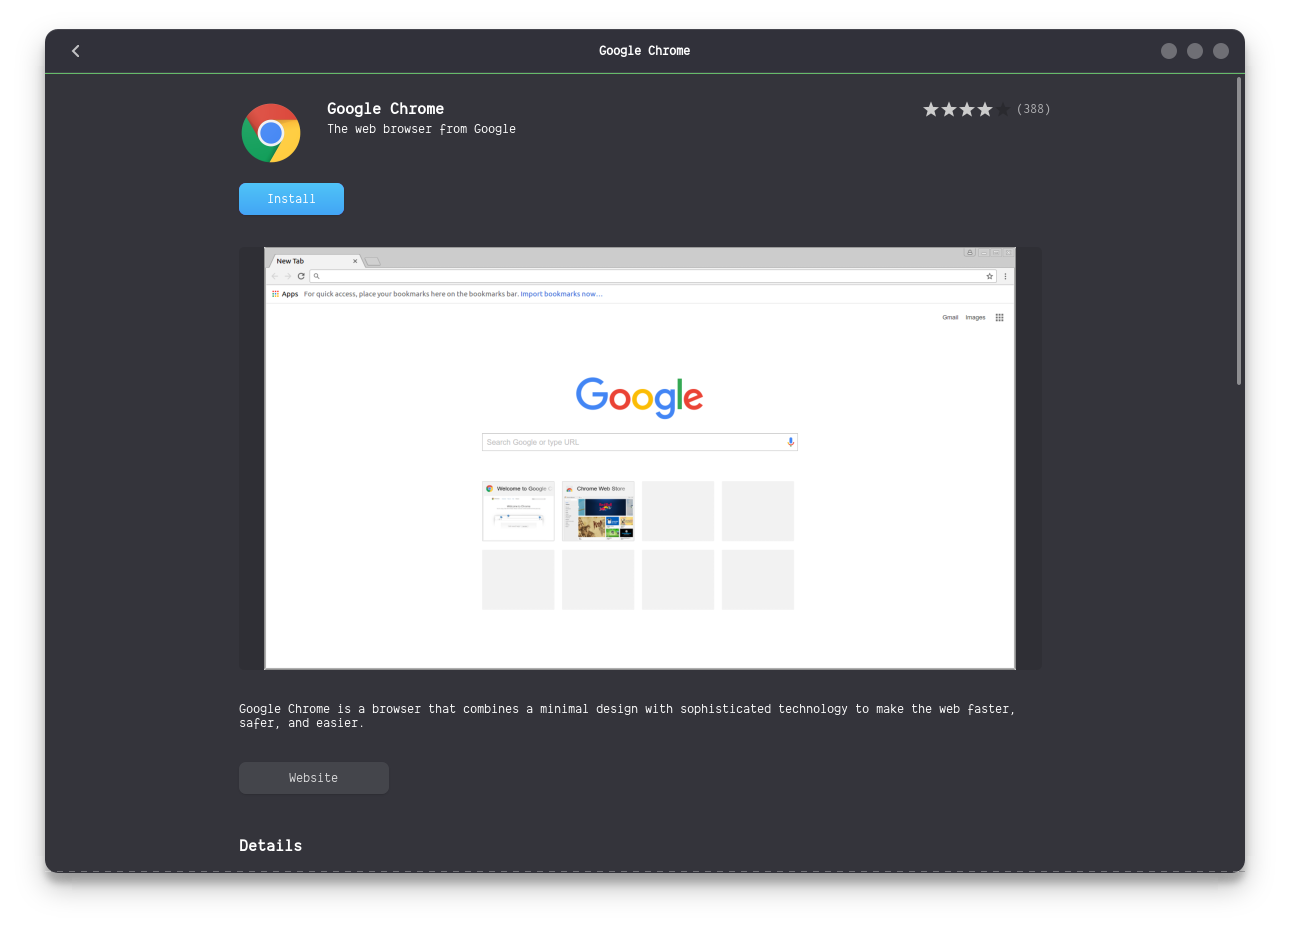 Google Chrome
Google Chrome
(388)
The web browser from Google
Install
New Tab
Apps For quick access, place your bookmarks here on the bookmarks bar. Import bookmarks now...
Gmail Images
Google
Search Google or type URL
Welcome to Google
Chrome Web Store
Google Chrome is a browser that combines a minimal design with sophisticated technology to make the web faster,
safer, and easier.
Website
Details